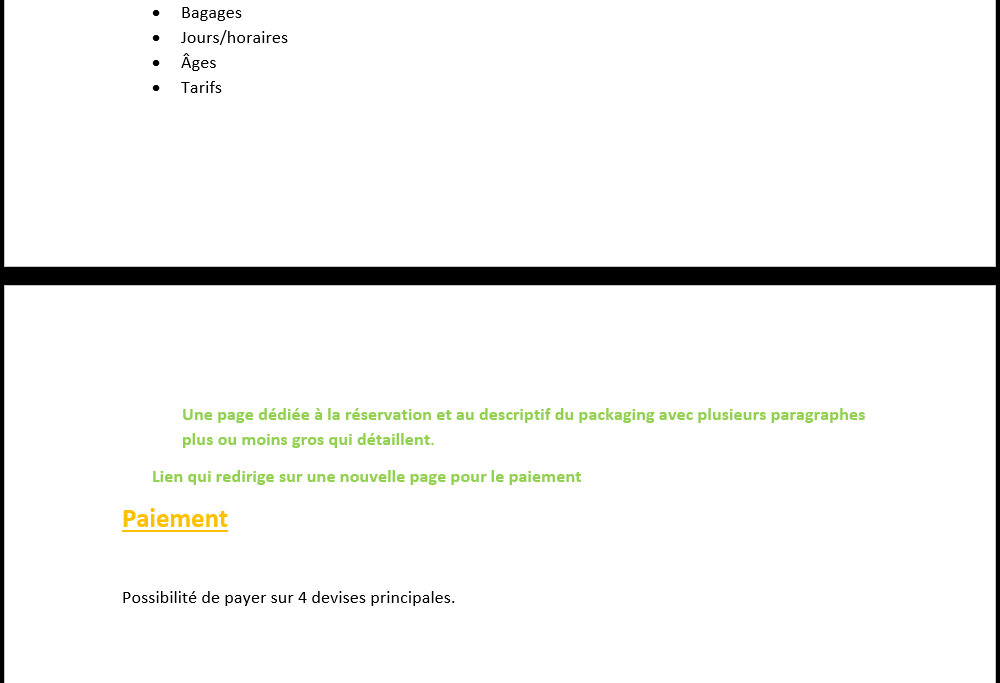 • Bagages
• Jours/horaires
• Âges
• Tarifs
Une page dédiée à la réservation et au descriptif du packaging avec plusieurs paragraphes
plus ou moins gros qui détaillent.
Lien qui redirige sur une nouvelle page pour le paiement
Paiement
Possibilité de payer sur 4 devises principales.